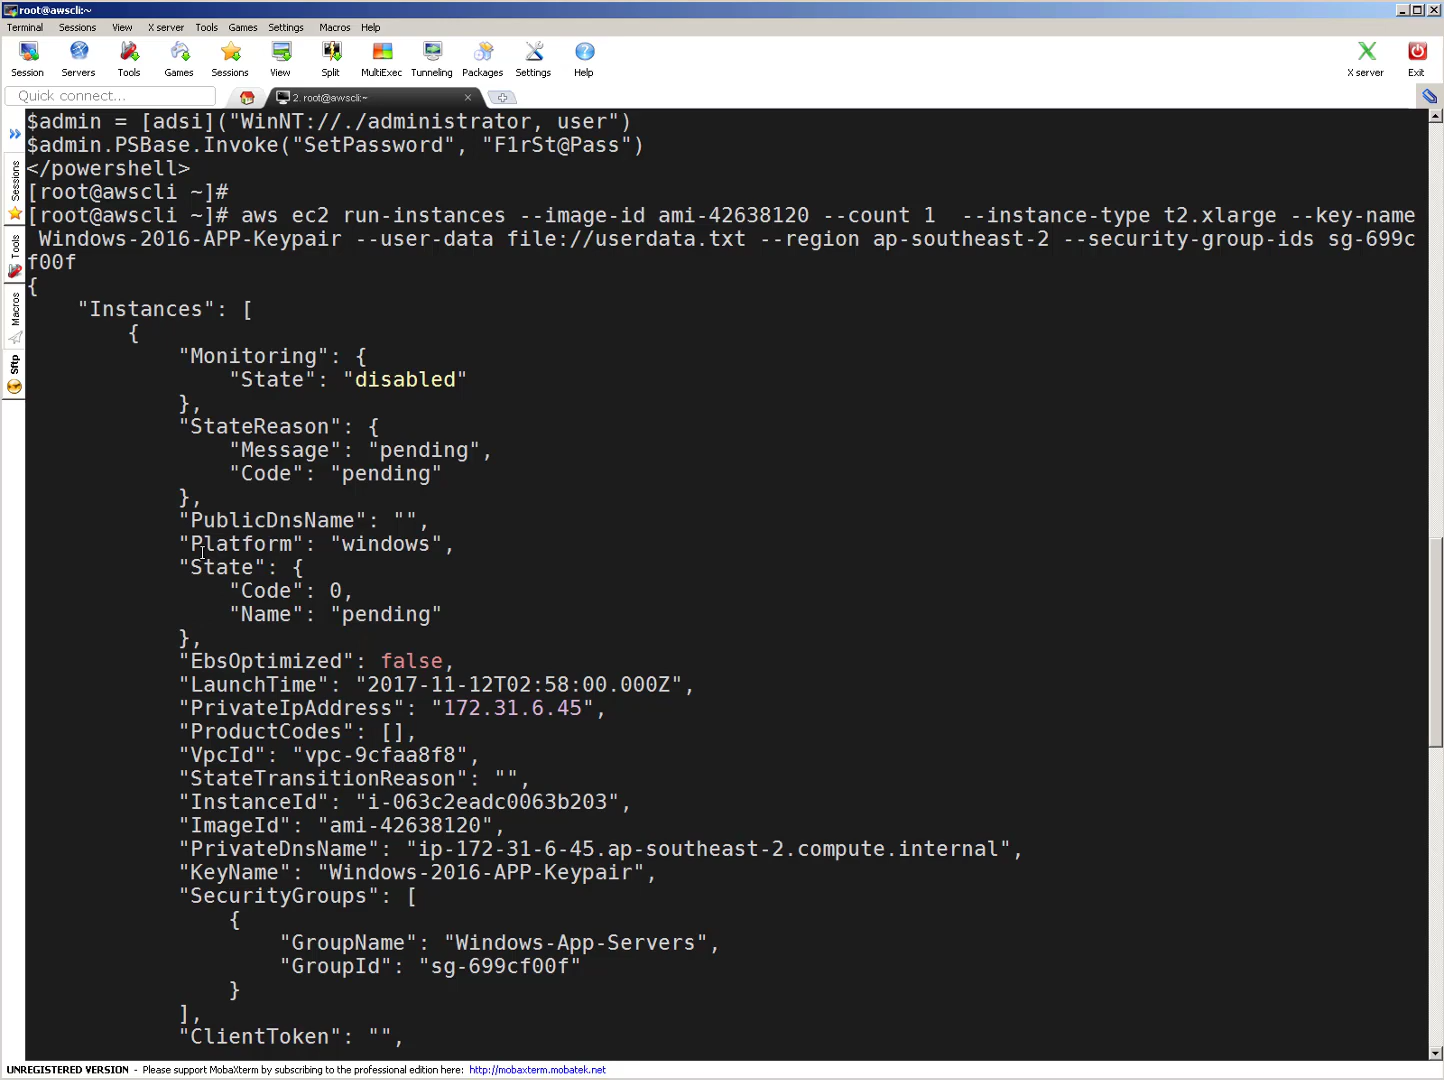 root@awscli:~
Terminal Sessions View X server Tools Games Settings Macros Help
Session Servers Tools Games Sessions View Split MultiExec Tunneling Packages Settings Help X server Exit
Quick connect...
2. root@awscli:~
Sessions
Tools
Macros
Sftp
$admin = [adsi]("WinNT://./administrator, user")
$admin.PSBase.Invoke("SetPassword", "F1rSt@Pass")
</powershell>
[root@awscli ~]#
[root@awscli ~]# aws ec2 run-instances --image-id ami-42638120 --count 1  --instance-type t2.xlarge --key-name
Windows-2016-APP-Keypair --user-data file://userdata.txt --region ap-southeast-2 --security-group-ids sg-699c
f00f
{
"Instances": [
{
"Monitoring": {
"State": "disabled"
},
"StateReason": {
"Message": "pending",
"Code": "pending"
},
"PublicDnsName": "",
"Platform": "windows",
"State": {
"Code": 0,
"Name": "pending"
},
"EbsOptimized": false,
"LaunchTime": "2017-11-12T02:58:00.000Z",
"PrivateIpAddress": "172.31.6.45",
"ProductCodes": [],
"VpcId": "vpc-9cfaa8f8",
"StateTransitionReason": "",
"InstanceId": "i-063c2eadc0063b203",
"ImageId": "ami-42638120",
"PrivateDnsName": "ip-172-31-6-45.ap-southeast-2.compute.internal",
"KeyName": "Windows-2016-APP-Keypair",
"SecurityGroups": [
{
"GroupName": "Windows-App-Servers",
"GroupId": "sg-699cf00f"
}
],
"ClientToken": "",
UNREGISTERED VERSION - Please support MobaXterm by subscribing to the professional edition here: http://mobaxterm.mobatek.net